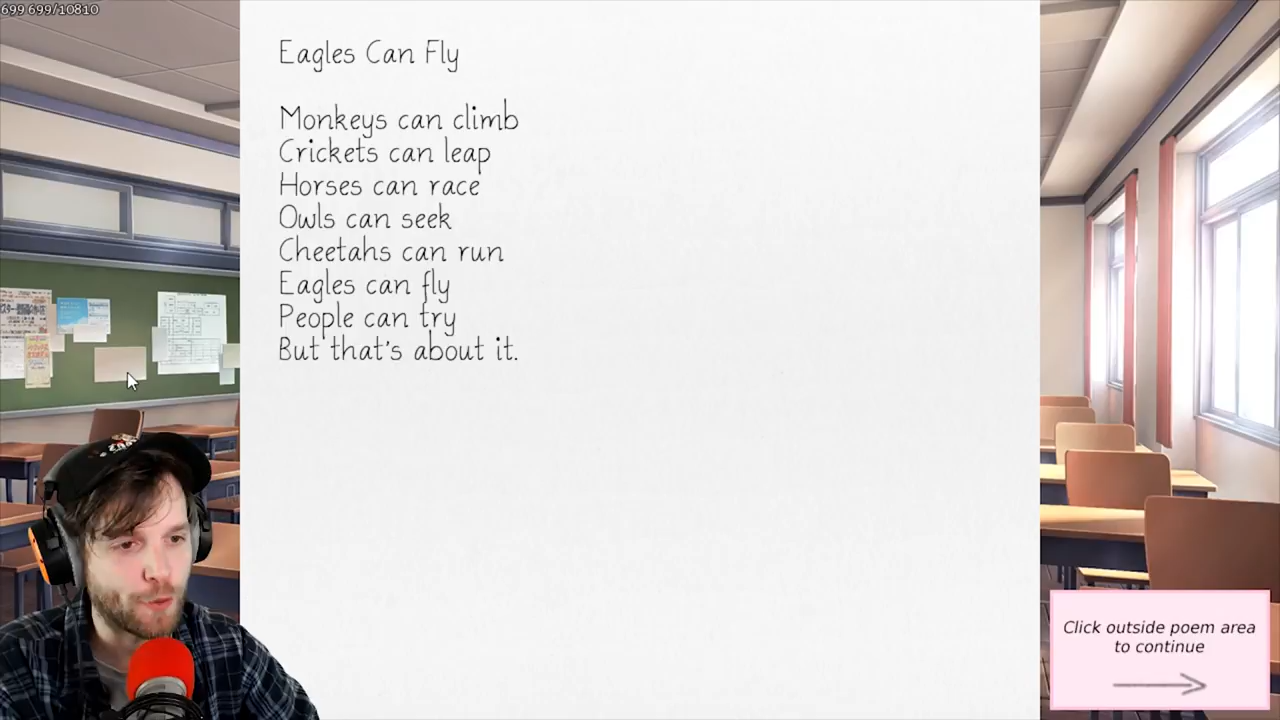 699 699/10810
Eagles Can Fly
Monkeys can climb
Crickets can leap
Horses can race
Owls can seek
Cheetahs can run
Eagles can fly
People can try
But that's about it.
Click outside poem area
to continue